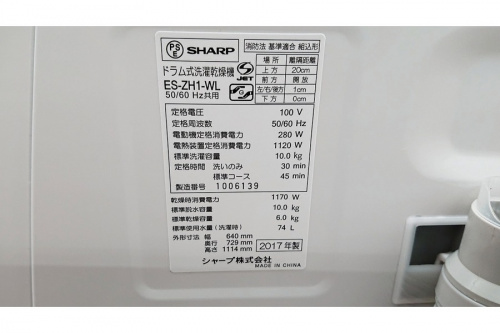 PS
E
SHARP
ドラム式洗濯乾燥機
ES-ZH1-WL
50/60 Hz共用
S
JET
G
消防法 基準適合 組込形
場所 離隔距離
上方 20cm
前方 開放
左/右/後方 1cm
下方 0cm
定格電圧 100 V
定格周波数 50/60 Hz
電動機定格消費電力 280 W
電熱装置定格消費電力 1120 W
標準洗濯容量 10.0 kg
定格時間 洗いのみ 30 min
標準コース 45 min
製造番号 1006139
乾燥時消費電力 1170 W
標準脱水容量 10.0 kg
標準乾燥容量 6.0 kg
標準使用水量(洗濯時) 74 L
外形寸法 幅 640 mm
奥行 729 mm
高さ 1114 mm
2017年製
シャープ株式会社
MADE IN CHINA